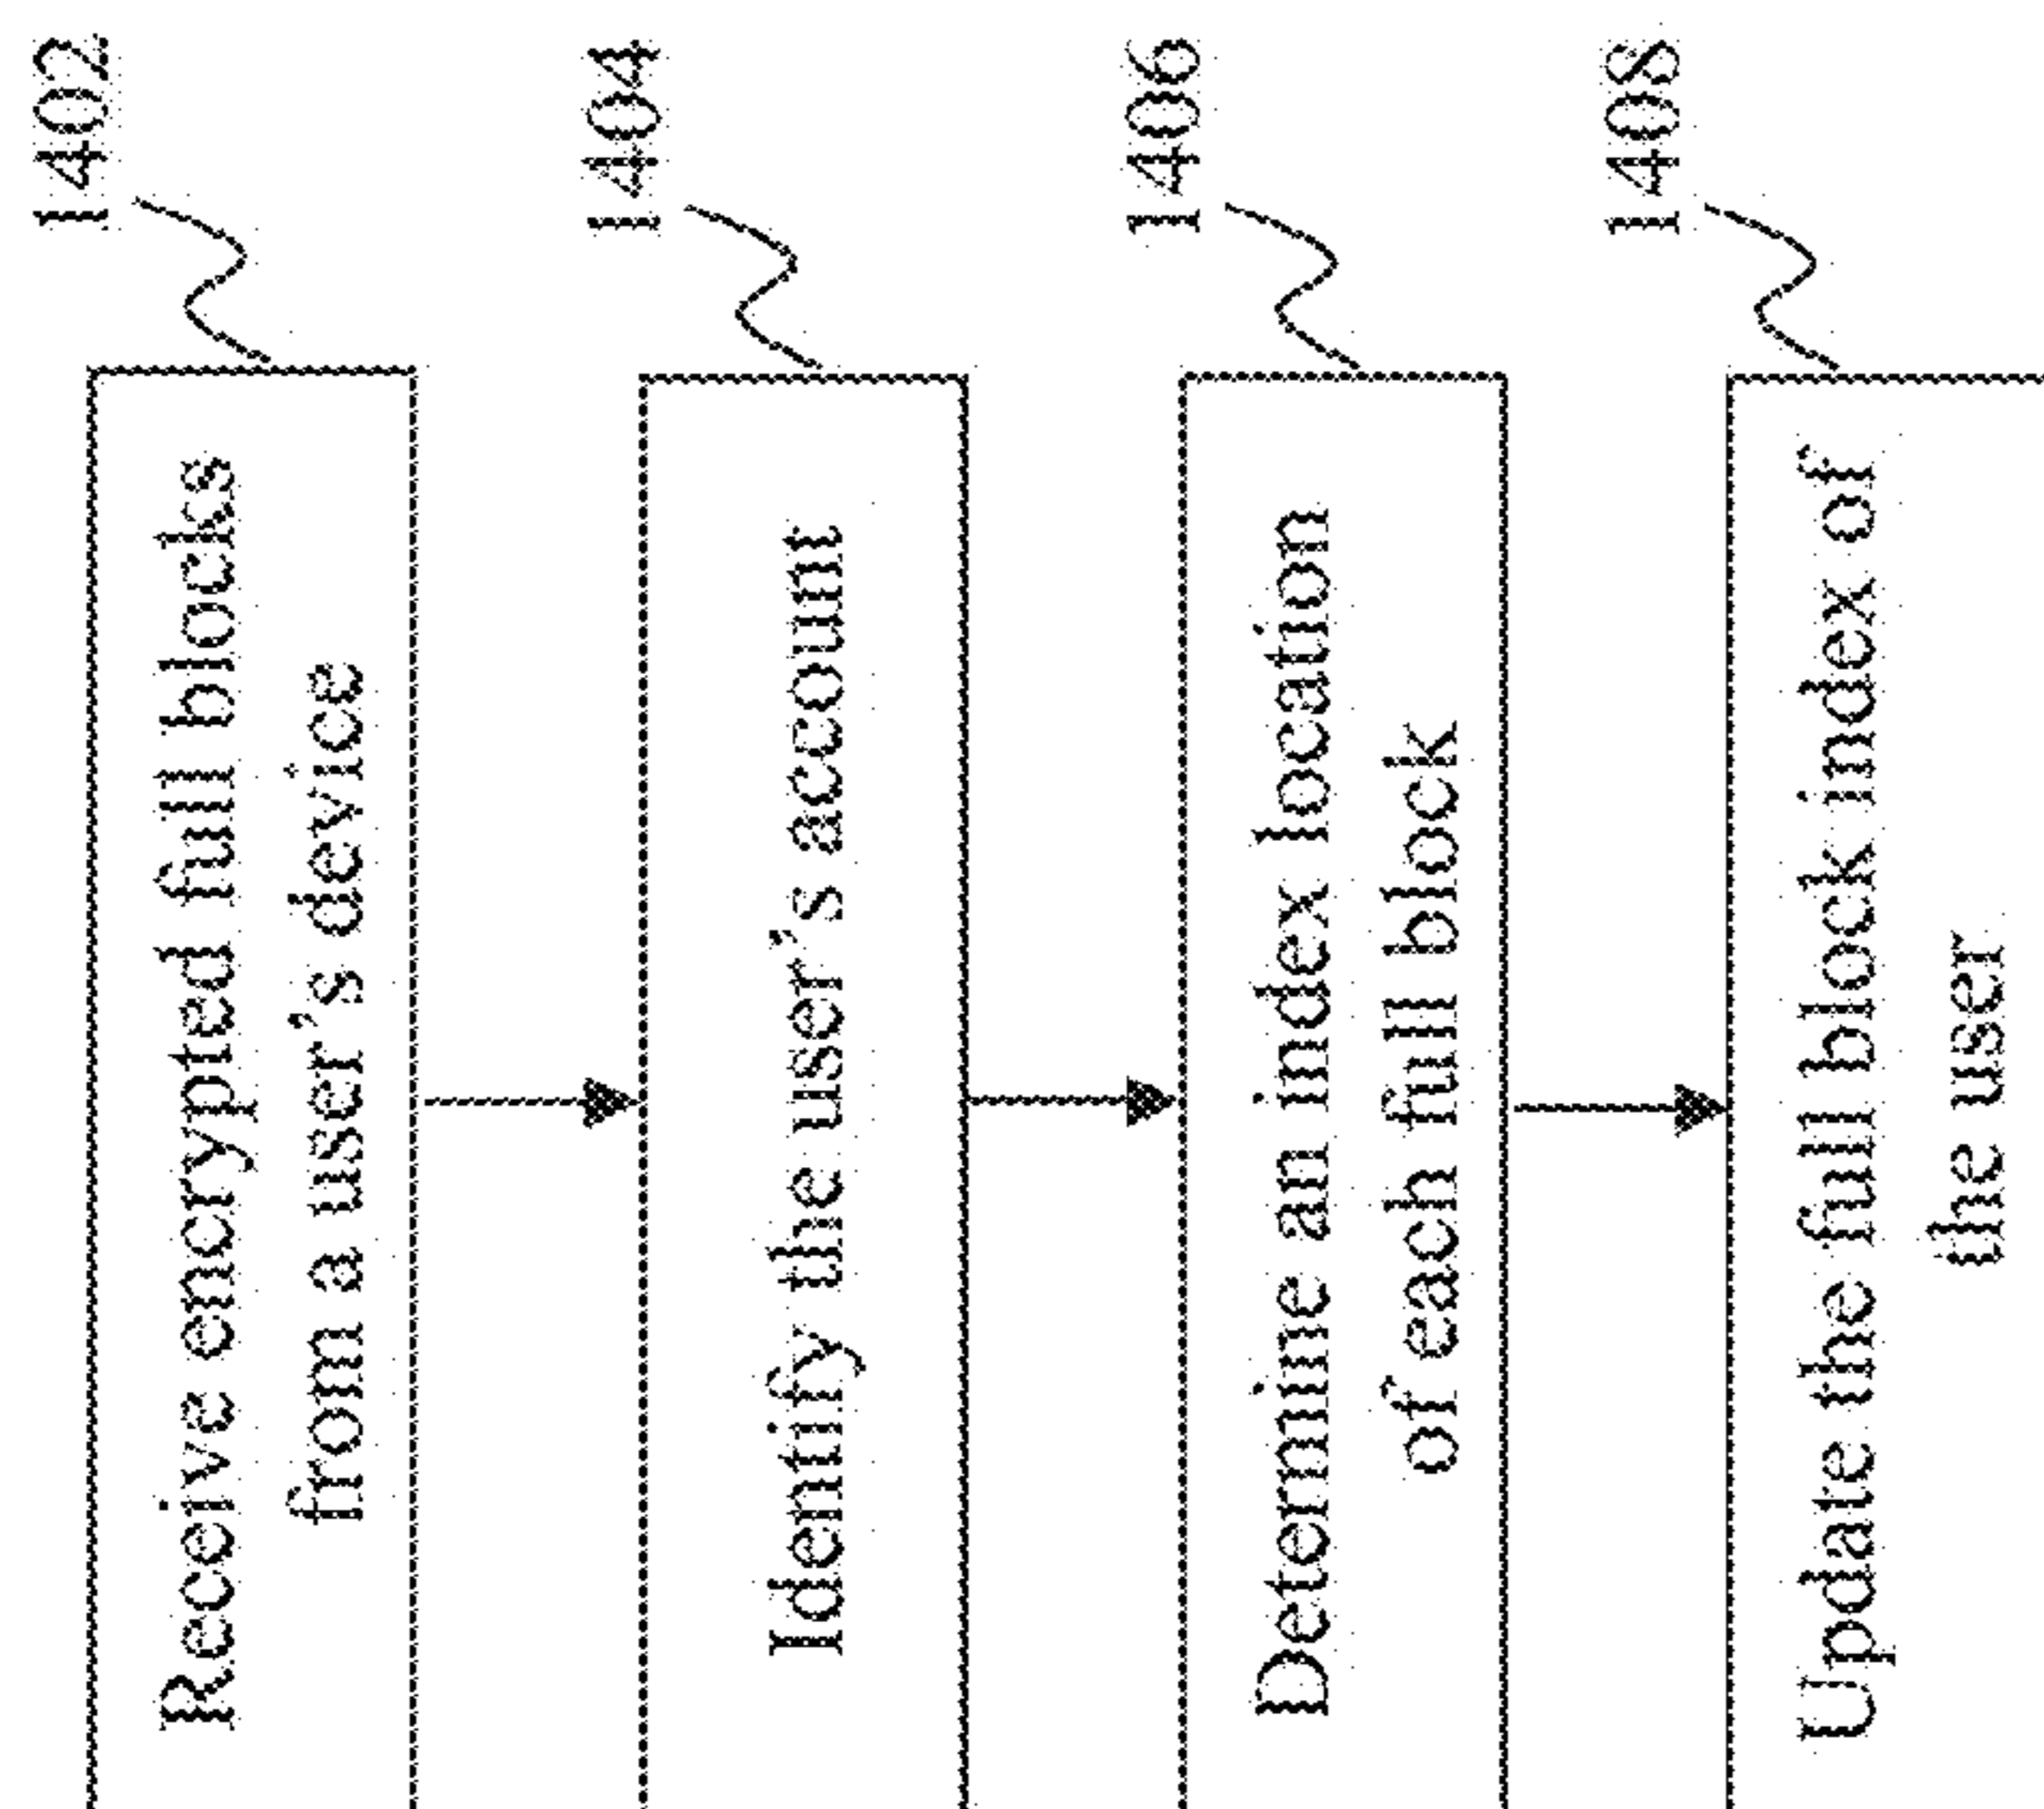 1402
Receive encrypted full blocks
from a user's device
1404
Identify the user's account
1406
Determine an index location
of each full block
1408
Update the full block index of
the user